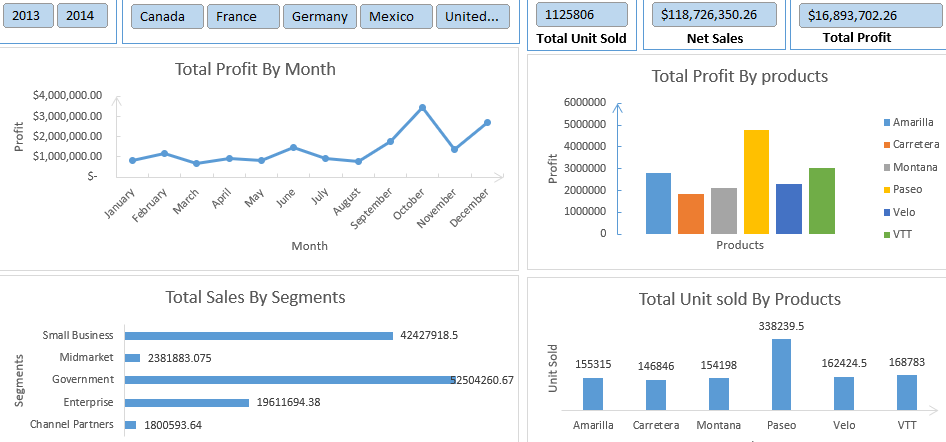 2013 2014 Canada France Germany Mexico United... 1125806 $118,726,350.26 $16,893,702.26
Total Unit Sold Net Sales Total Profit
Total Profit By Month
$4,000,000.00
$3,000,000.00
$2,000,000.00
$1,000,000.00
$-
Profit
January February March April May June July August September October November December
Month
Total Profit By products
6000000
5000000
4000000
3000000
2000000
1000000
0
Profit
Products
Amarilla
Carretera
Montana
Paseo
Velo
VTT
Total Sales By Segments
Segments
Small Business 42427918.5
Midmarket 2381883.075
Government 52504260.67
Enterprise 19611694.38
Channel Partners 1800593.64
Total Unit sold By Products
Unit Sold
155315 146846 154198 338239.5 162424.5 168783
Amarilla Carretera Montana Paseo Velo VTT